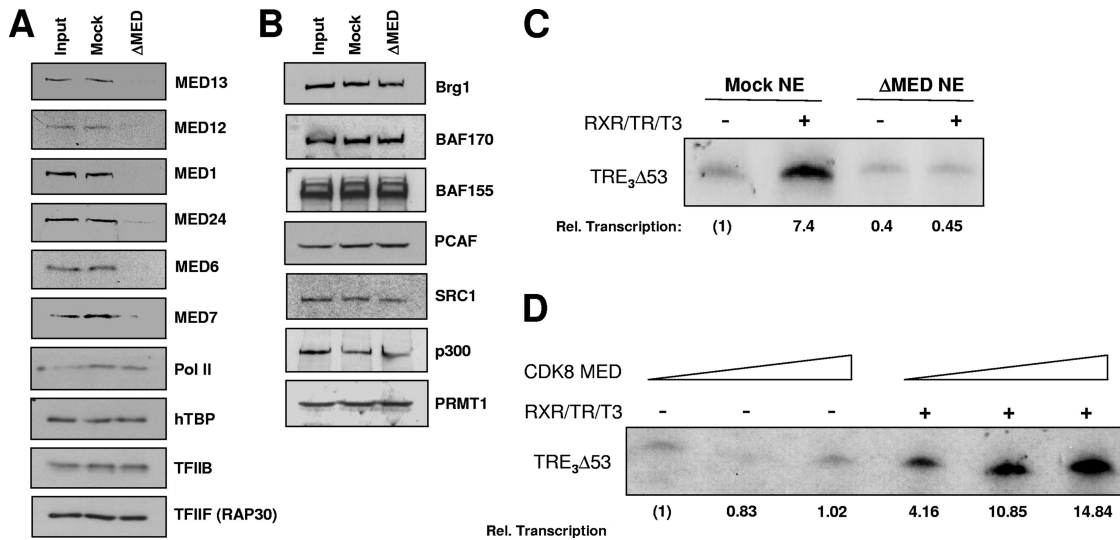 A
Input
Mock
ΔMED
MED13
MED12
MED1
MED24
MED6
MED7
Pol II
hTBP
TFIIB
TFIIF (RAP30)
B
Input
Mock
ΔMED
Brg1
BAF170
BAF155
PCAF
SRC1
p300
PRMT1
C
Mock NE ΔMED NE
RXR/TR/T3 - + - +
TRE3Δ53
Rel. Transcription: (1) 7.4 0.4 0.45
D
CDK8 MED
RXR/TR/T3 - - - + + +
TRE3Δ53
(1) 0.83 1.02 4.16 10.85 14.84
Rel. Transcription